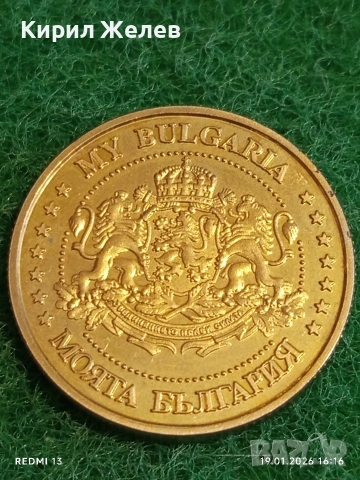 Кирил Желев
MY BULGARIA
МОЯТА БЪЛГАРИЯ
REDMI 13
19.01.2026 16:16